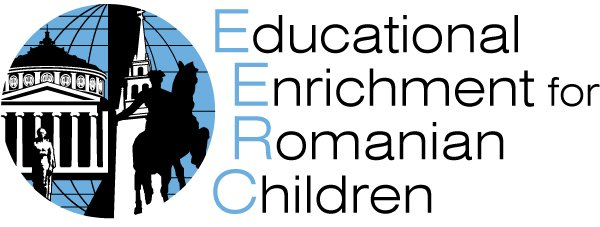 Educational
Enrichment for
Romanian
Children